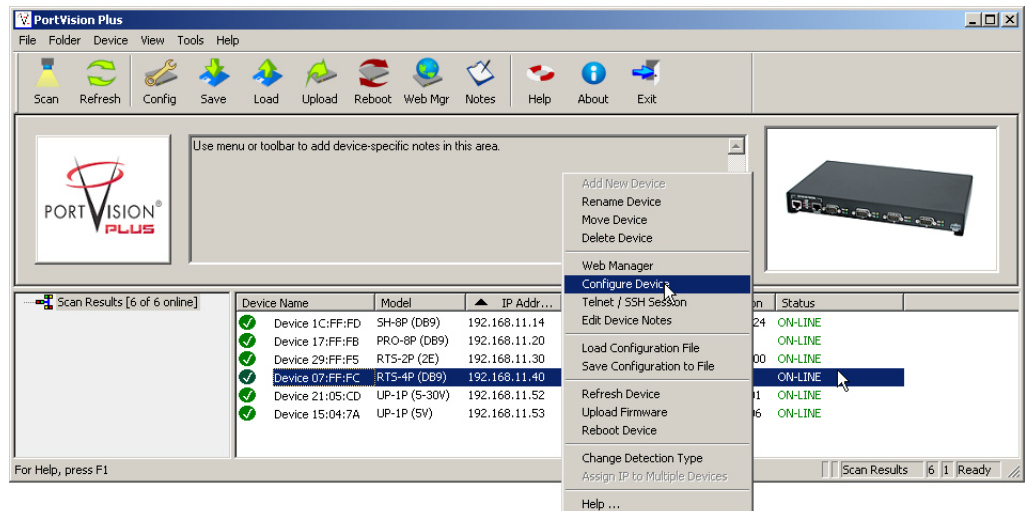 PortVision Plus
File Folder Device View Tools Help
Scan Refresh Config Save Load Upload Reboot Web Mgr Notes Help About Exit
PORT VISION®
PLUS
Use menu or toolbar to add device-specific notes in this area.
Add New Device
Rename Device
Move Device
Delete Device
Web Manager
Configure Device
Telnet / SSH Session
Edit Device Notes
Load Configuration File
Save Configuration to File
Refresh Device
Upload Firmware
Reboot Device
Change Detection Type
Assign IP to Multiple Devices
Help ...
Scan Results [6 of 6 online]
Device Name Model IP Addr... on Status
Device 1C:FF:FD SH-8P (DB9) 192.168.11.14 24 ON-LINE
Device 17:FF:FB PRO-8P (DB9) 192.168.11.20 ON-LINE
Device 29:FF:F5 RTS-2P (2E) 192.168.11.30 00 ON-LINE
Device 07:FF:FC RTS-4P (DB9) 192.168.11.40 ON-LINE
Device 21:05:CD UP-1P (5-30V) 192.168.11.52 01 ON-LINE
Device 15:04:7A UP-1P (5V) 192.168.11.53 06 ON-LINE
For Help, press F1
Scan Results 6 1 Ready